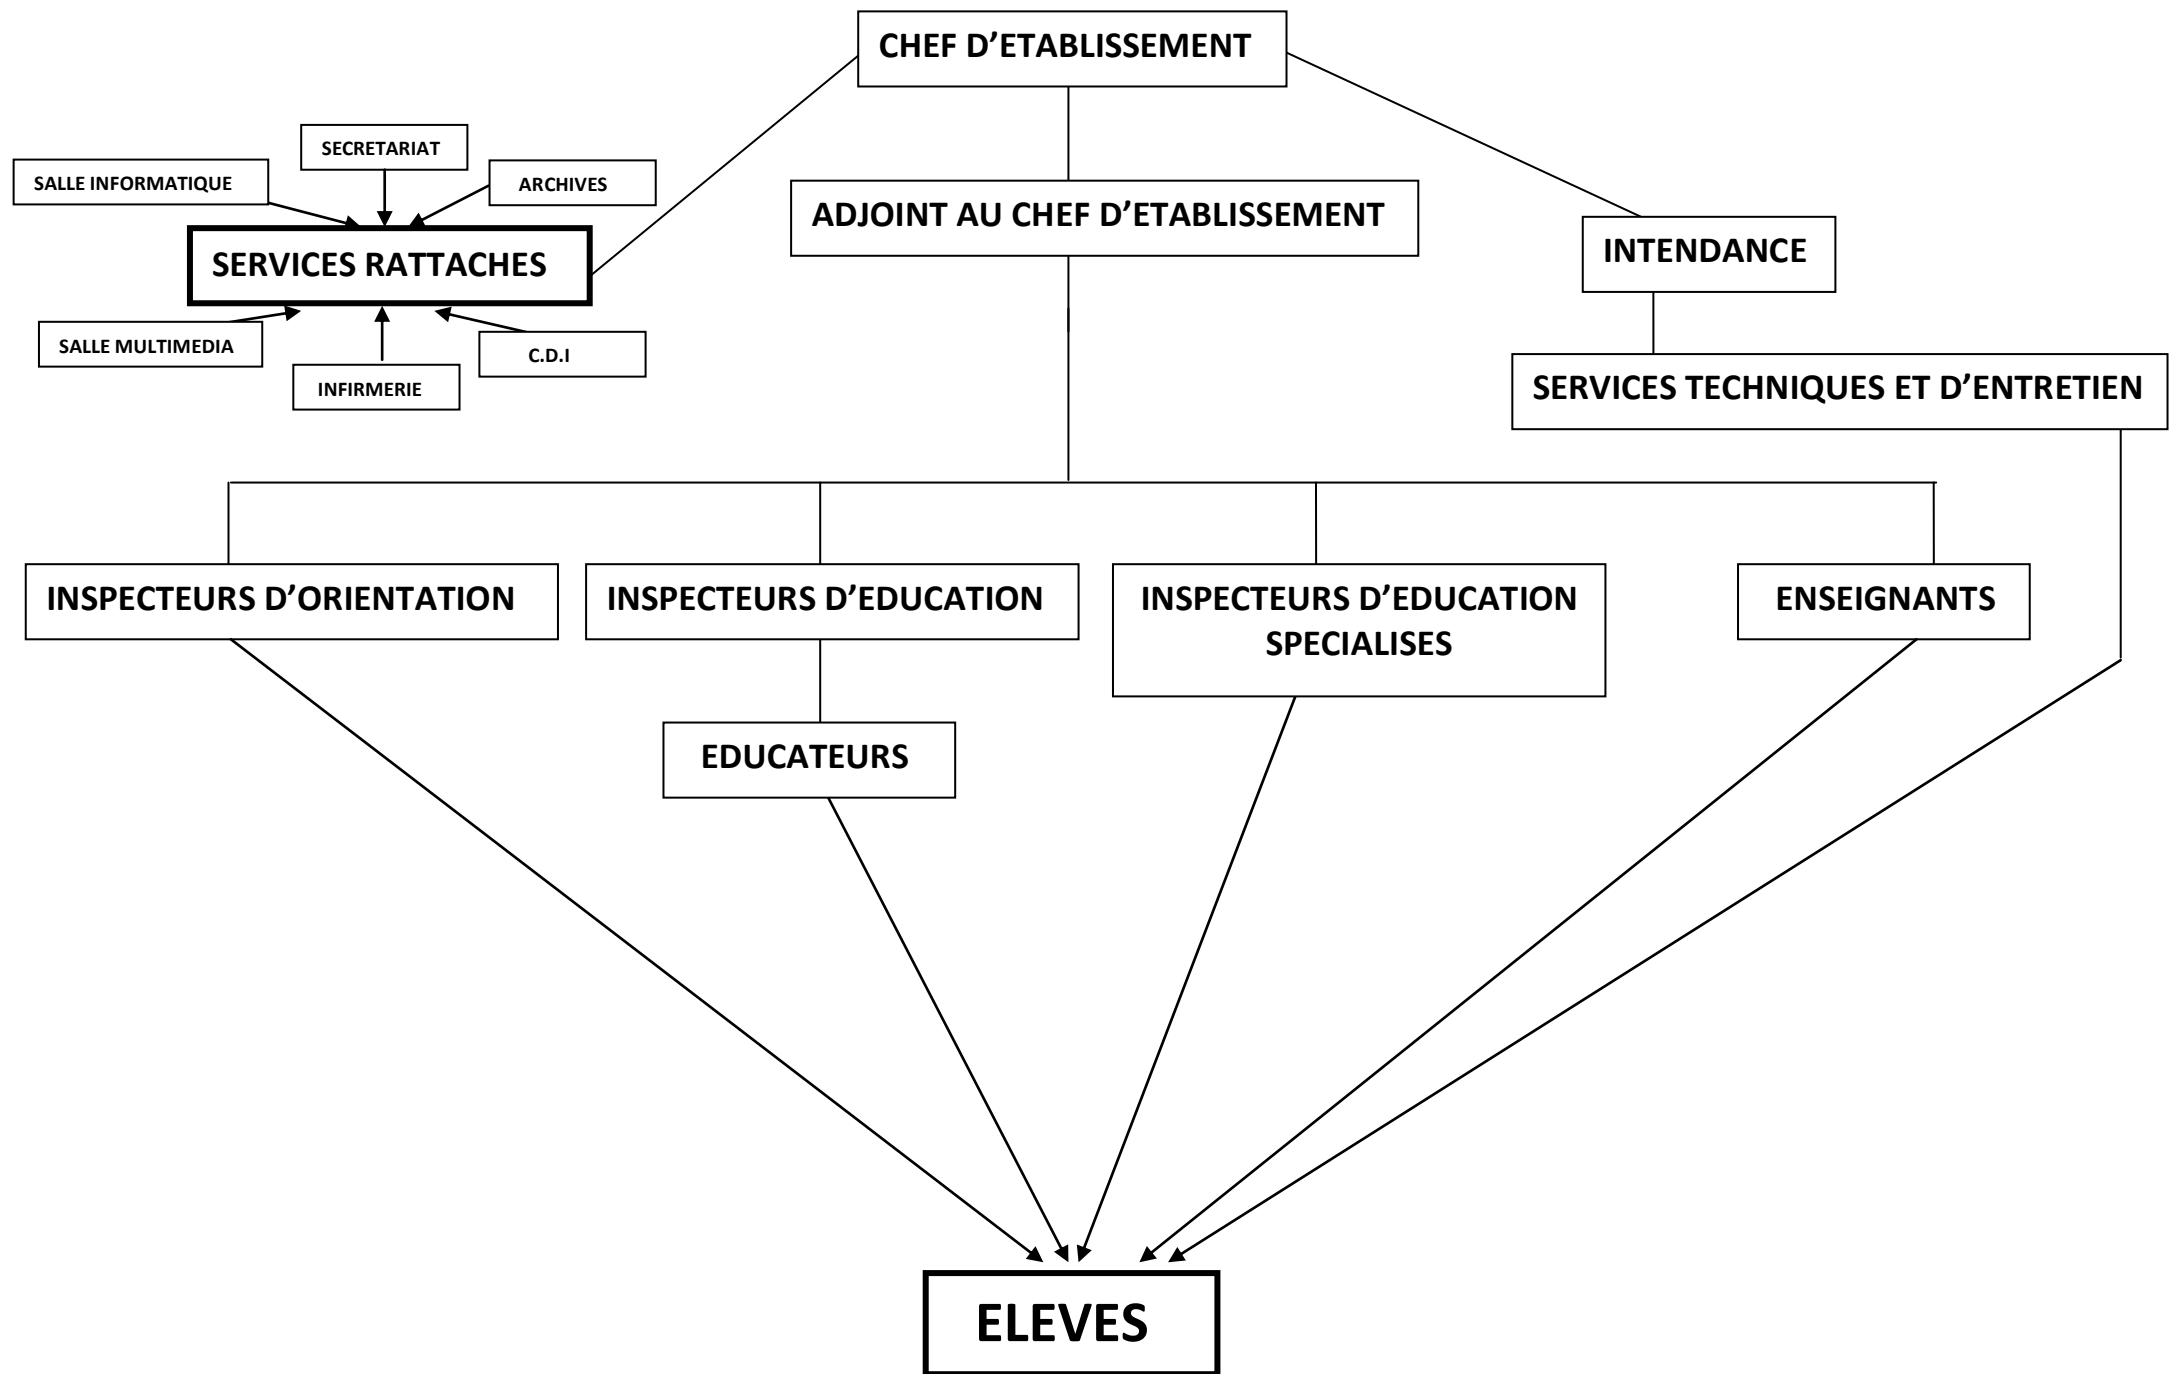 CHEF D’ETABLISSEMENT
SECRETARIAT
SALLE INFORMATIQUE
ARCHIVES
ADJOINT AU CHEF D’ETABLISSEMENT
SERVICES RATTACHES
INTENDANCE
SALLE MULTIMEDIA
C.D.I
INFIRMERIE
SERVICES TECHNIQUES ET D’ENTRETIEN
INSPECTEURS D’ORIENTATION
INSPECTEURS D’EDUCATION
INSPECTEURS D’EDUCATION
SPECIALISES
ENSEIGNANTS
EDUCATEURS
ELEVES